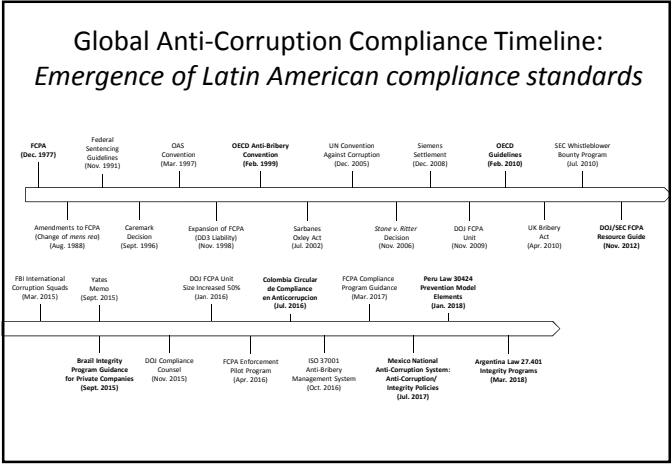 Global Anti-Corruption Compliance Timeline:
Emergence of Latin American compliance standards
FCPA
(Dec. 1977)
Federal
Sentencing
Guidelines
(Nov. 1991)
OAS
Convention
(Mar. 1997)
OECD Anti-Bribery
Convention
(Feb. 1999)
UN Convention
Against Corruption
(Dec. 2005)
Siemens
Settlement
(Dec. 2008)
OECD
Guidelines
(Feb. 2010)
SEC Whistleblower
Bounty Program
(Jul. 2010)
Amendments to FCPA
(Change of mens rea)
(Aug. 1988)
Caremark
Decision
(Sept. 1996)
Expansion of FCPA
(DD3 Liability)
(Nov. 1998)
Sarbanes
Oxley Act
(Jul. 2002)
Stone v. Ritter
Decision
(Nov. 2006)
DOJ FCPA
Unit
(Nov. 2009)
UK Bribery
Act
(Apr. 2010)
DOJ/SEC FCPA
Resource Guide
(Nov. 2012)
FBI International
Corruption Squads
(Mar. 2015)
Yates
Memo
(Sept. 2015)
DOJ FCPA Unit
Size Increased 50%
(Jan. 2016)
Colombia Circular
de Compliance
en Anticorrupcion
(Jul. 2016)
FCPA Compliance
Program Guidance
(Mar. 2017)
Peru Law 30424
Prevention Model
Elements
(Jan. 2018)
Brazil Integrity
Program Guidance
for Private Companies
(Sept. 2015)
DOJ Compliance
Counsel
(Nov. 2015)
FCPA Enforcement
Pilot Program
(Apr. 2016)
ISO 37001
Anti-Bribery
Management System
(Oct. 2016)
Mexico National
Anti-Corruption System:
Anti-Corruption/
Integrity Policies
(Jul. 2017)
Argentina Law 27.401
Integrity Programs
(Mar. 2018)